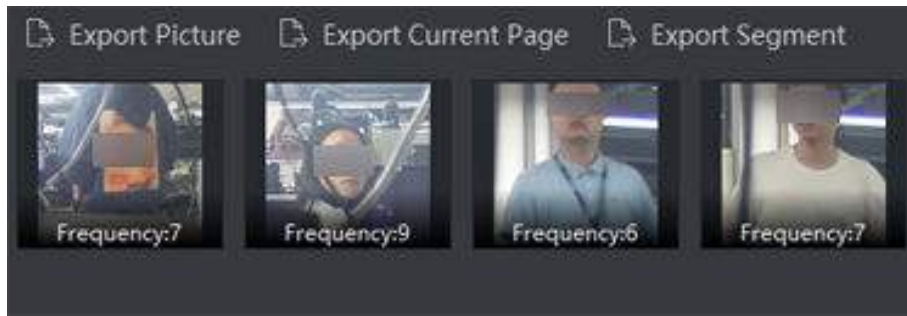 Export Picture Export Current Page Export Segment
Frequency:7 Frequency:9 Frequency:6 Frequency:7